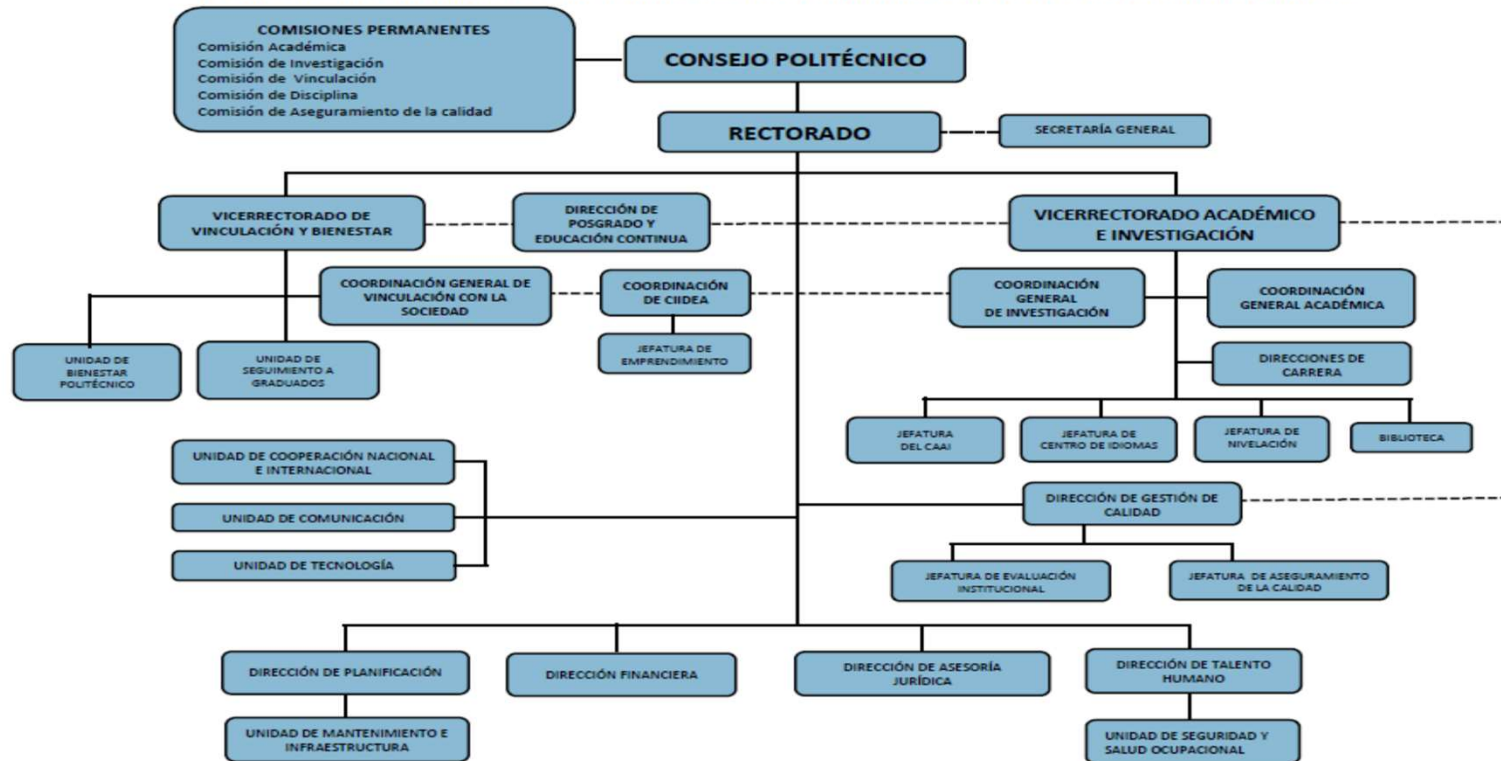 COMISIONES PERMANENTES
Comisión Académica
Comisión de Investigación
Comisión de Vinculación
Comisión de Disciplina
Comisión de Aseguramiento de la calidad
CONSEJO POLITÉCNICO
RECTORADO
SECRETARÍA GENERAL
VICERRECTORADO DE
VINCULACIÓN Y BIENESTAR
DIRECCIÓN DE
POSGRADO Y
EDUCACIÓN CONTINUA
VICERRECTORADO ACADÉMICO
E INVESTIGACIÓN
COORDINACIÓN GENERAL DE
VINCULACIÓN CON LA
SOCIEDAD
COORDINACIÓN
DE CIIDEA
COORDINACIÓN
GENERAL
DE INVESTIGACIÓN
COORDINACIÓN
GENERAL ACADÉMICA
UNIDAD DE
BIENESTAR
POLITÉCNICO
UNIDAD DE
SEGUIMIENTO A
GRADUADOS
JEFATURA DE
EMPRENDIMIENTO
DIRECCIONES DE
CARRERA
JEFATURA
DEL CAAI
JEFATURA DE
CENTRO DE IDIOMAS
JEFATURA DE
NIVELACIÓN
BIBLIOTECA
UNIDAD DE COOPERACIÓN NACIONAL
E INTERNACIONAL
UNIDAD DE COMUNICACIÓN
UNIDAD DE TECNOLOGÍA
DIRECCIÓN DE GESTIÓN DE
CALIDAD
JEFATURA DE EVALUACIÓN
INSTITUCIONAL
JEFATURA DE ASEGURAMIENTO
DE LA CALIDAD
DIRECCIÓN DE PLANIFICACIÓN
DIRECCIÓN FINANCIERA
DIRECCIÓN DE ASESORÍA
JURÍDICA
DIRECCIÓN DE TALENTO
HUMANO
UNIDAD DE MANTENIMIENTO E
INFRAESTRUCTURA
UNIDAD DE SEGURIDAD Y
SALUD OCUPACIONAL